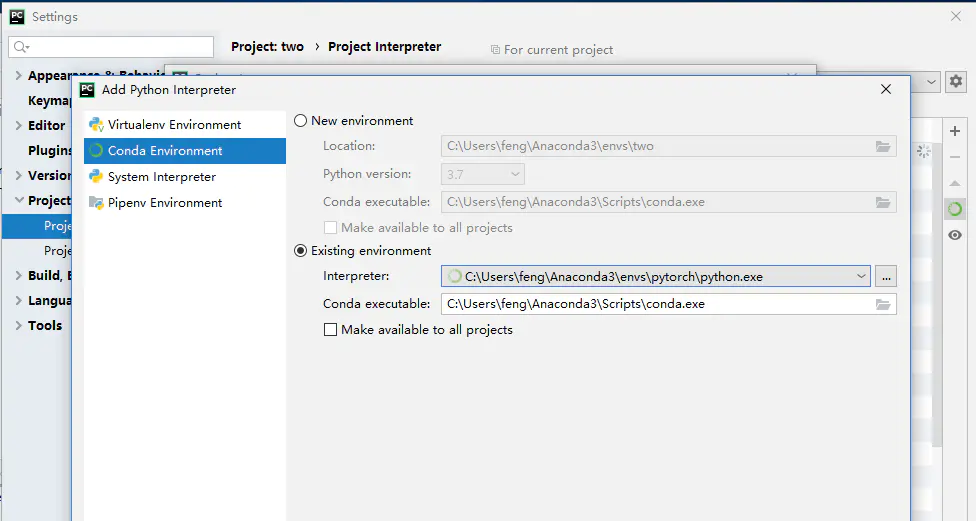 PC Settings
Project: two › Project Interpreter
For current project
Appearance & Behavi
Keymap
Editor
Plugins
Version
Project
Proje
Proje
Build, E
Langua
Tools
PC Add Python Interpreter
Virtualenv Environment
Conda Environment
System Interpreter
Pipenv Environment
New environment
Location: C:\Users\feng\Anaconda3\envs\two
Python version: 3.7
Conda executable: C:\Users\feng\Anaconda3\Scripts\conda.exe
Make available to all projects
Existing environment
Interpreter: C:\Users\feng\Anaconda3\envs\pytorch\python.exe ...
Conda executable: C:\Users\feng\Anaconda3\Scripts\conda.exe
Make available to all projects